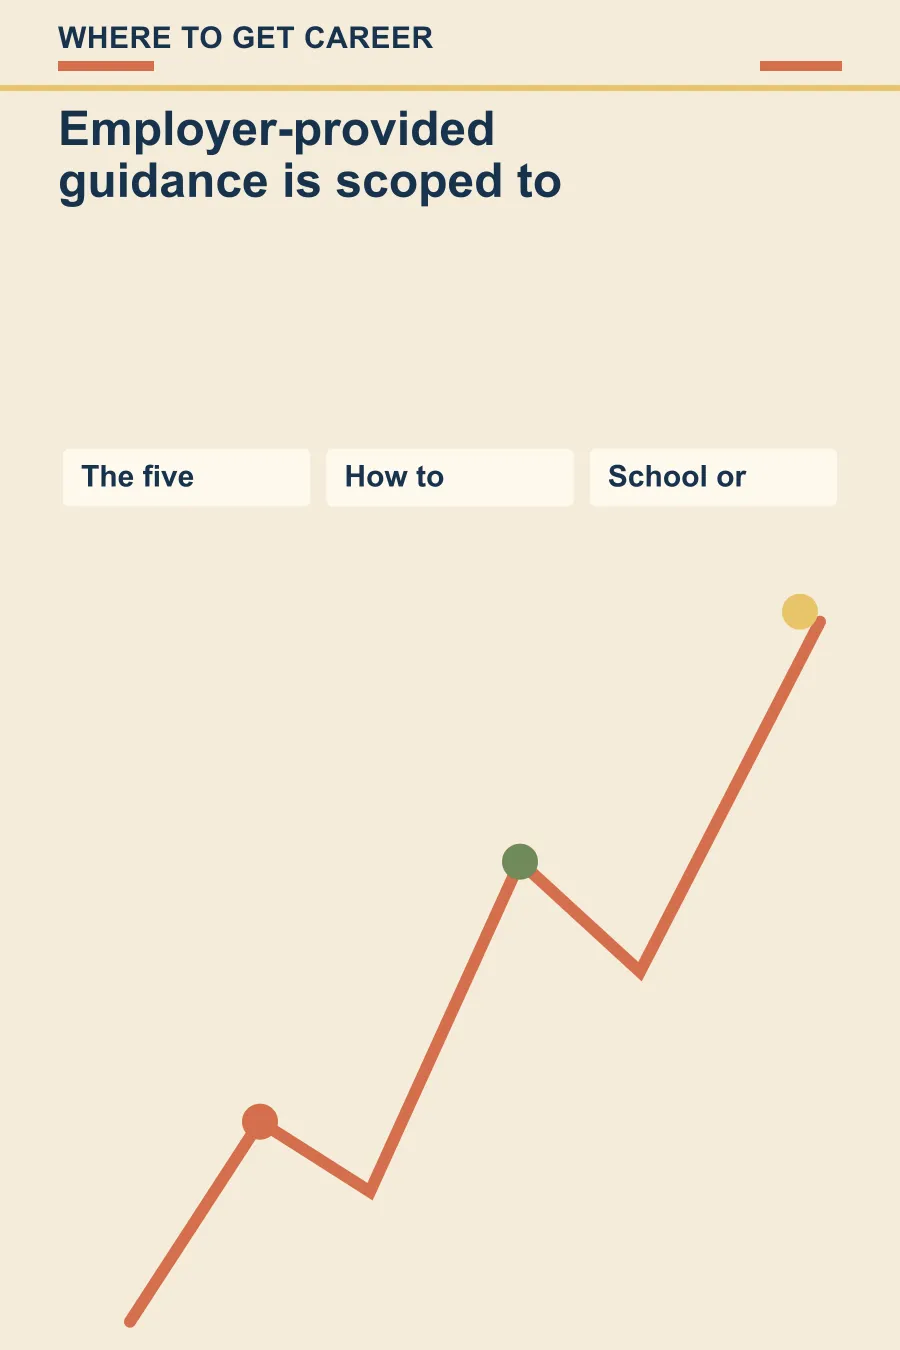 WHERE TO GET CAREER
Employer-provided
guidance is scoped to
The five
How to
School or